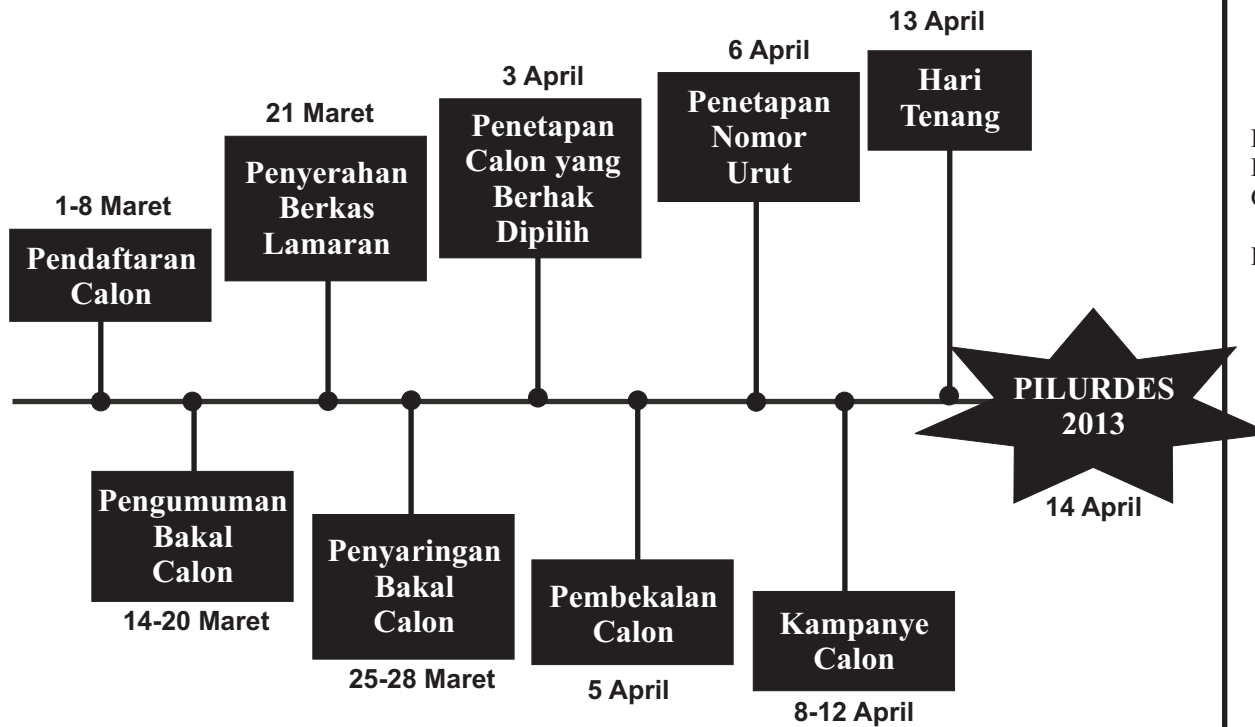 1-8 Maret
Pendaftaran
Calon
Pengumuman
Bakal
Calon
14-20 Maret
21 Maret
Penyerahan
Berkas
Lamaran
Penyaringan
Bakal
Calon
25-28 Maret
3 April
Penetapan
Calon yang
Berhak
Dipilih
Pembekalan
Calon
5 April
6 April
Penetapan
Nomor
Urut
Kampanye
Calon
8-12 April
13 April
Hari
Tenang
PILURDES
2013
14 April